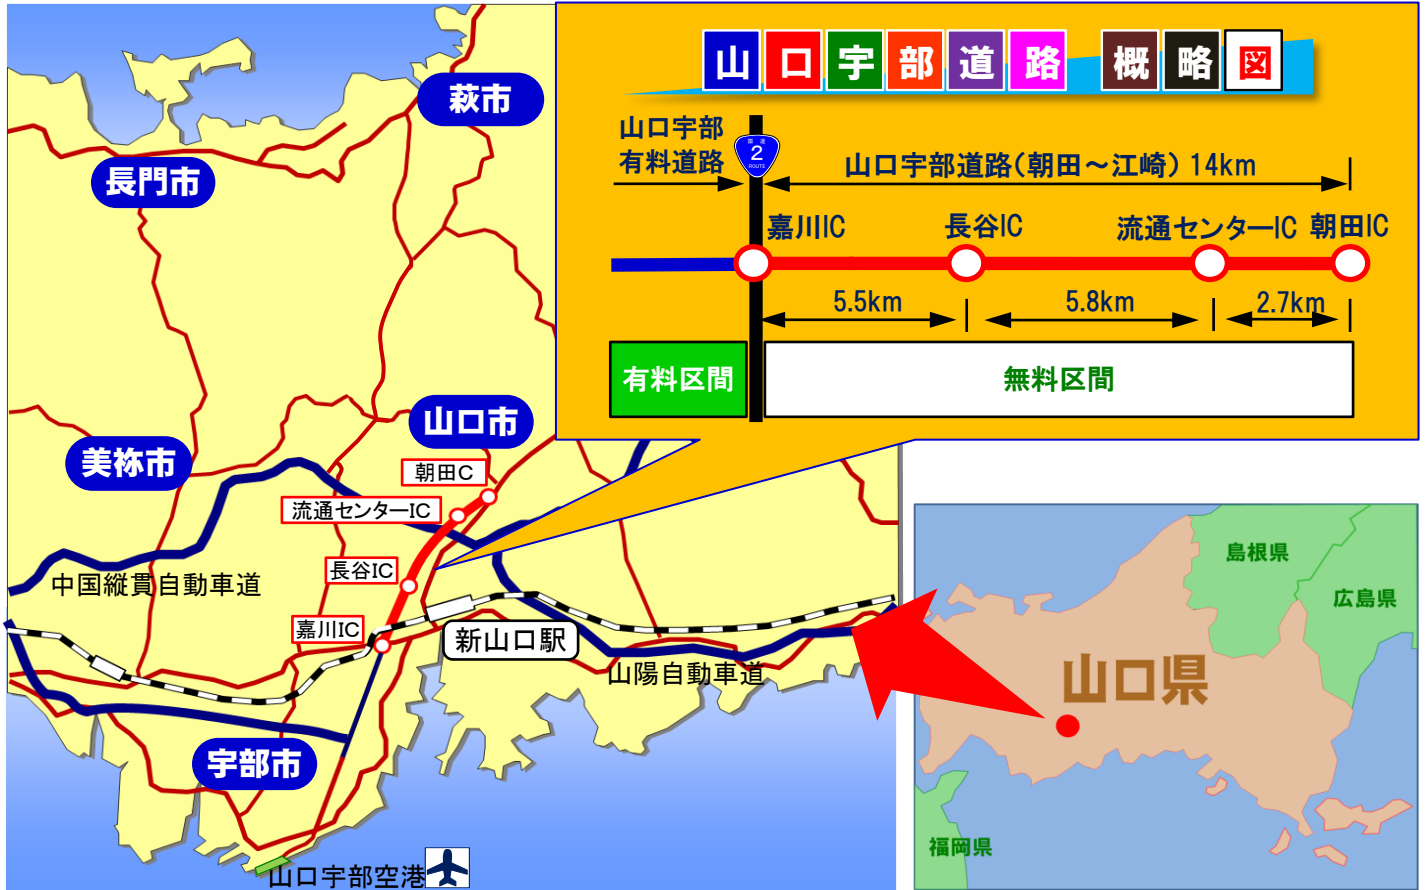 山口宇部道路 概略図
山口宇部
有料道路
国道
2
ROUTE
山口宇部道路(朝田～江崎) 14km
嘉川IC
長谷IC
流通センターIC
朝田IC
5.5km
5.8km
2.7km
有料区間
無料区間
萩市
長門市
山口市
美祢市
朝田C
流通センターIC
長谷IC
中国縦貫自動車道
嘉川IC
新山口駅
山陽自動車道
宇部市
山口宇部空港
島根県
広島県
山口県
福岡県